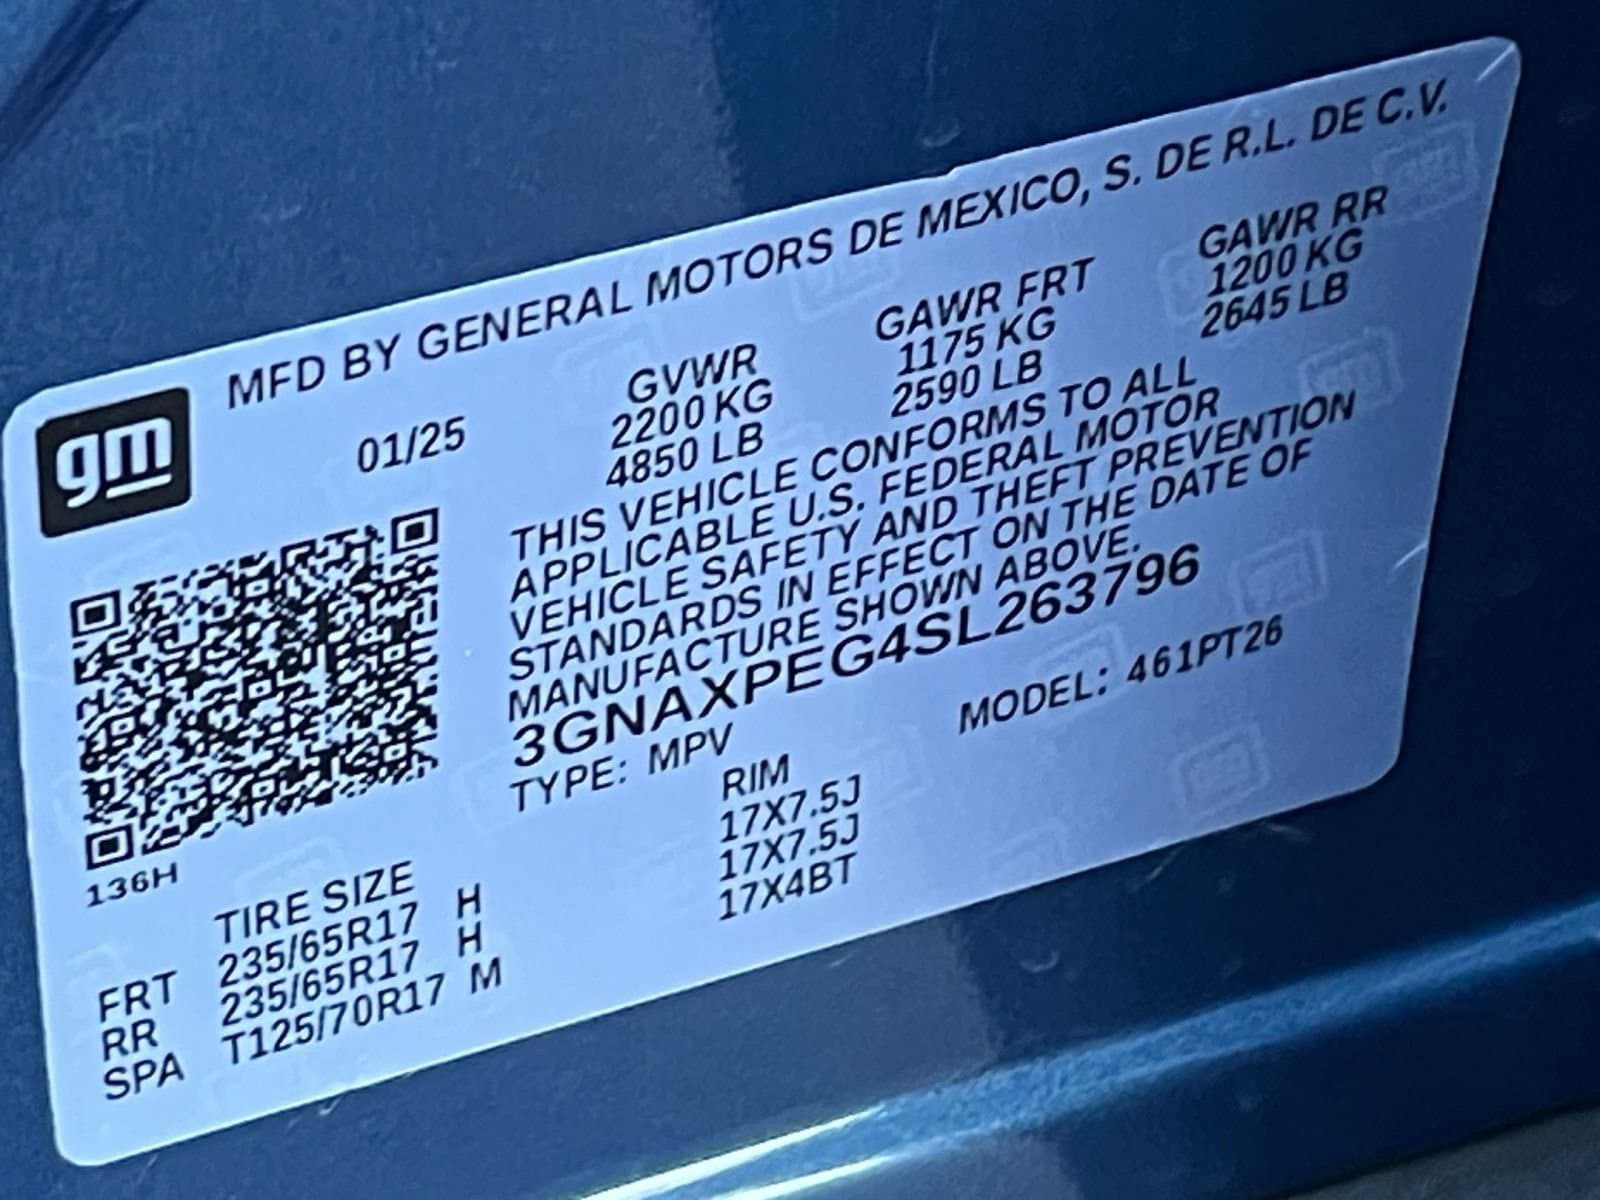 MFD BY GENERAL MOTORS DE MEXICO, S. DE R.L. DE C.V.
gm
01/25
GVWR GAWR FRT GAWR RR
2200 KG 1175 KG 1200 KG
4850 LB 2590 LB 2645 LB
THIS VEHICLE CONFORMS TO ALL
APPLICABLE U.S. FEDERAL MOTOR
VEHICLE SAFETY AND THEFT PREVENTION
STANDARDS IN EFFECT ON THE DATE OF
MANUFACTURE SHOWN ABOVE.
3GNAXPEG4SL263796
TYPE: MPV MODEL: 461PT26
136H
TIRE SIZE RIM
FRT 235/65R17 H 17X7.5J
RR 235/65R17 H 17X7.5J
SPA T125/70R17 M 17X4BT